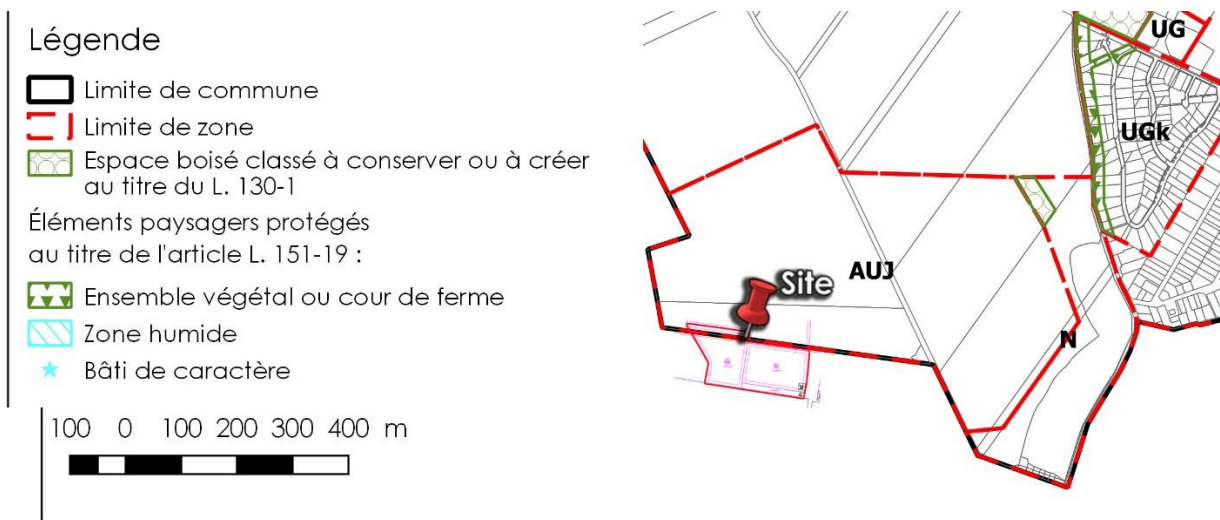 Légende
Limite de commune
Limite de zone
Espace boisé classé à conserver ou à créer
au titre du L. 130-1
Éléments paysagers protégés
au titre de l'article L. 151-19 :
Ensemble végétal ou cour de ferme
Zone humide
Bâti de caractère
100 0 100 200 300 400 m
UG
UGk
AUJ
Site
N